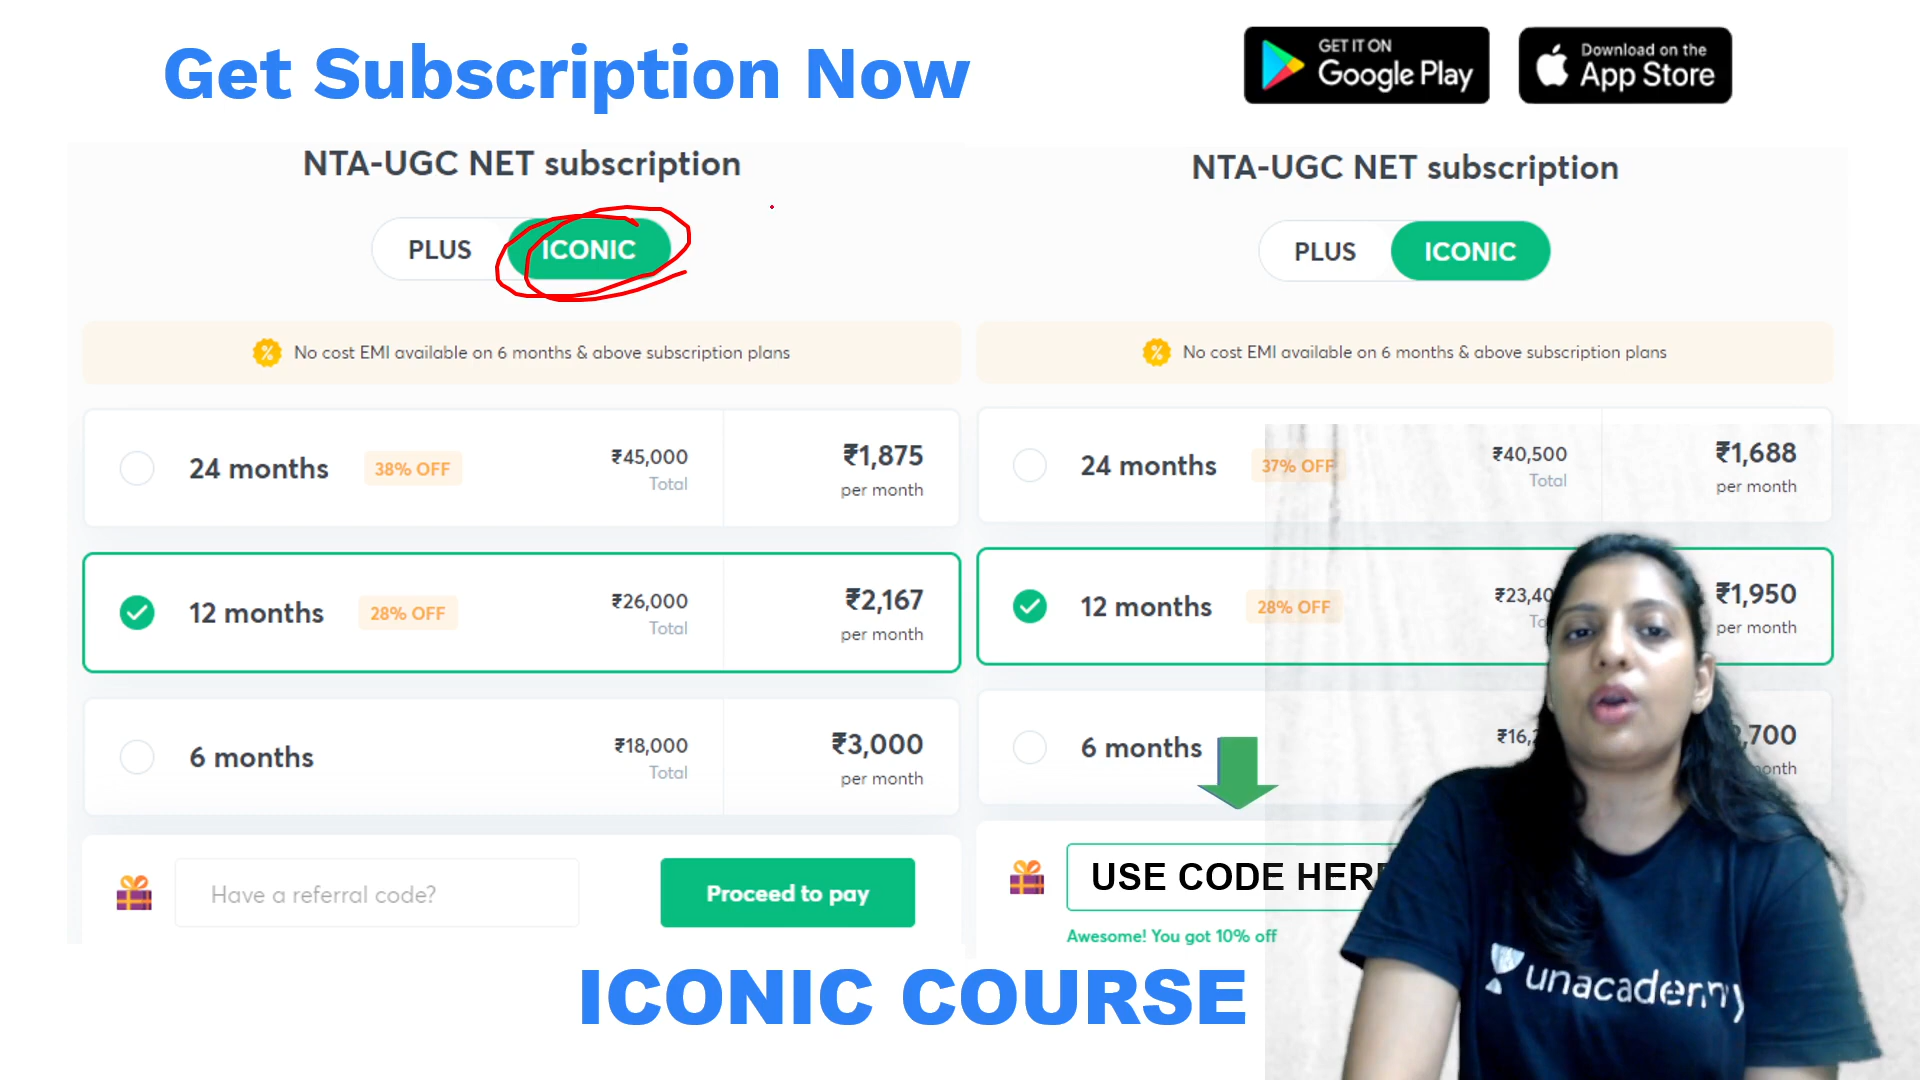 Get Subscription Now
GET IT ON
Google Play
Download on the
App Store
NTA-UGC NET subscription
PLUS
ICONIC
No cost EMI available on 6 months & above subscription plans
24 months
38% OFF
₹45,000
Total
₹1,875
per month
12 months
28% OFF
₹26,000
Total
₹2,167
per month
6 months
₹18,000
Total
₹3,000
per month
Have a referral code?
Proceed to pay
NTA-UGC NET subscription
PLUS
ICONIC
No cost EMI available on 6 months & above subscription plans
24 months
37% OFF
₹40,500
Total
₹1,688
per month
12 months
28% OFF
₹1,950
per month
6 months
USE CODE HERE
Awesome! You got 10% off
ICONIC COURSE
unacademy